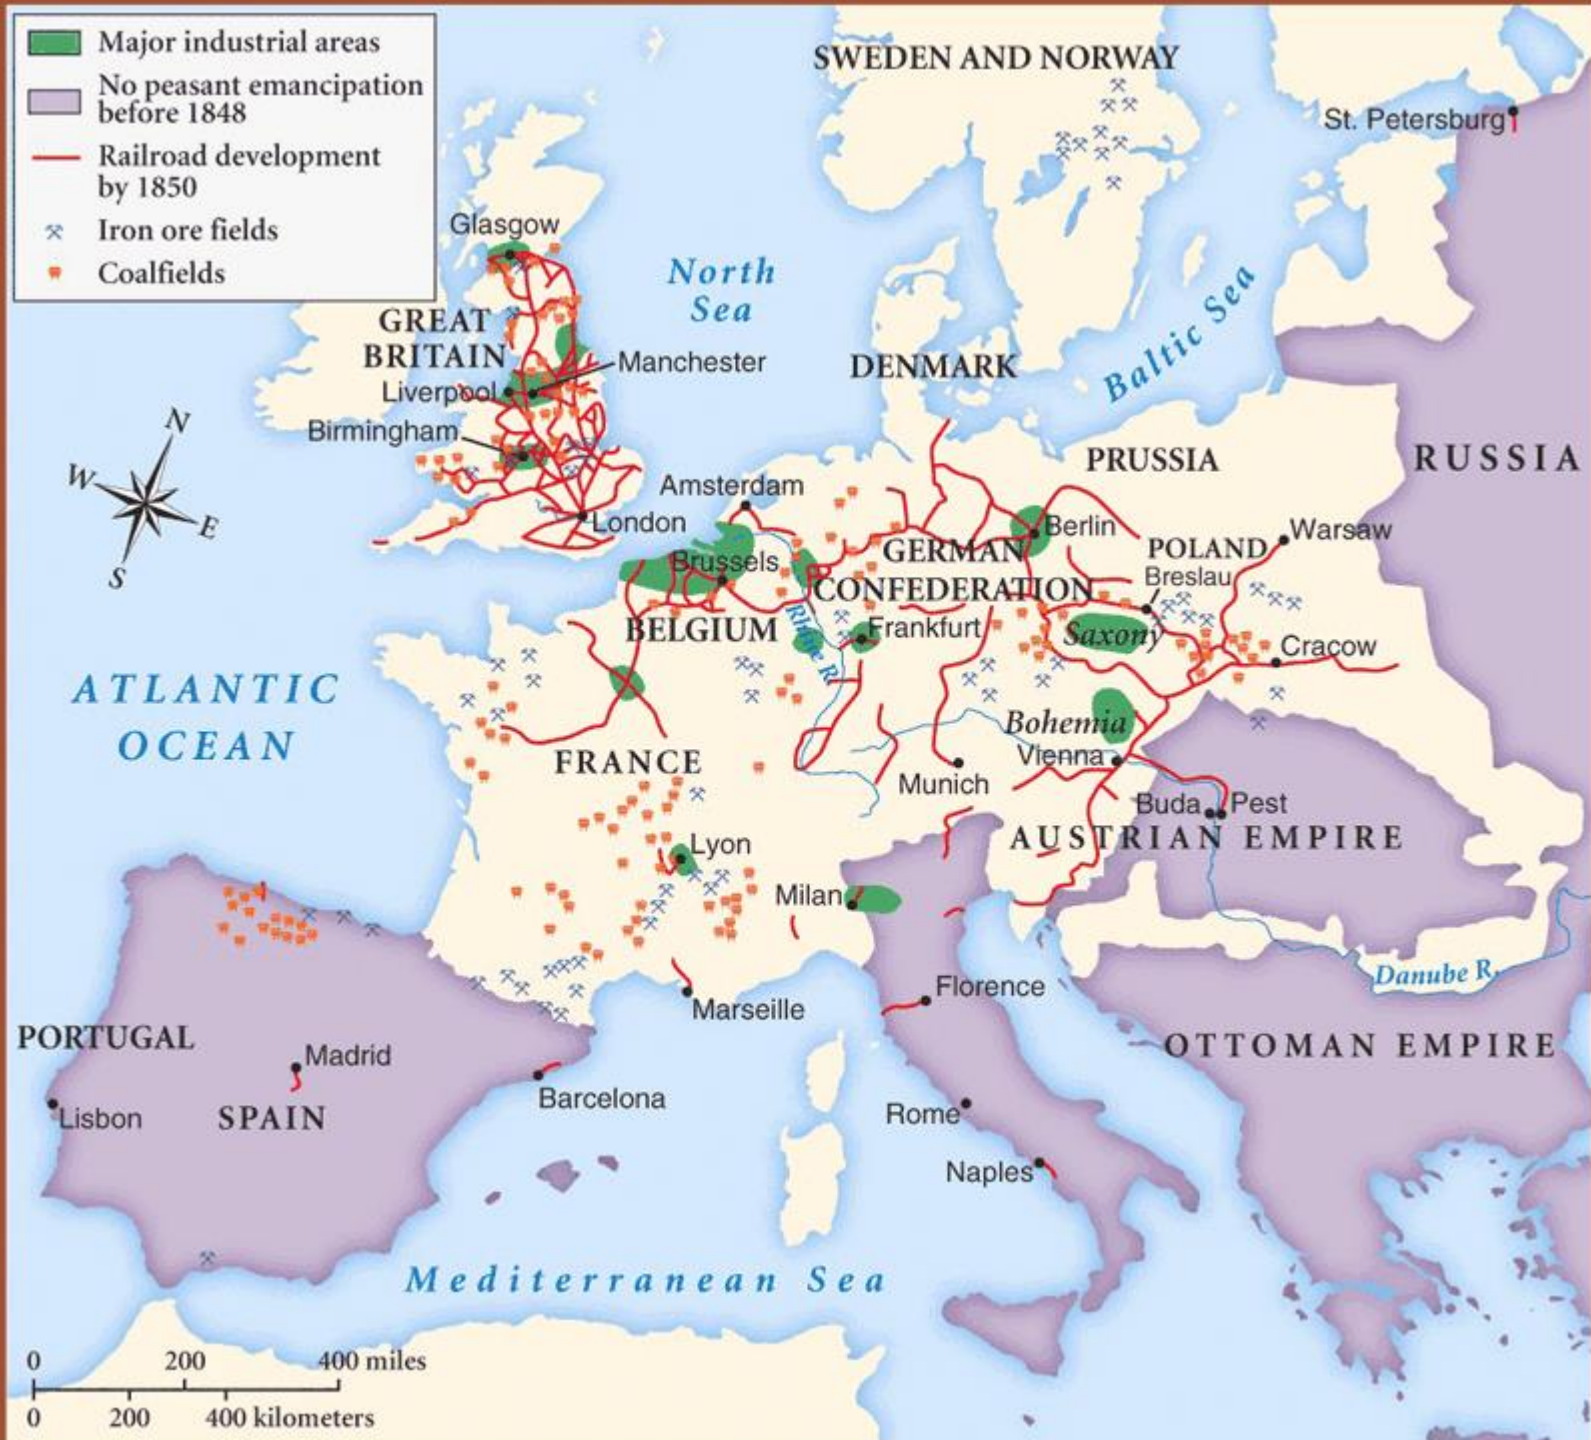 Major industrial areas
No peasant emancipation
before 1848
Railroad development
by 1850
Iron ore fields
Coalfields
SWEDEN AND NORWAY
St. Petersburg
Glasgow
North
Sea
Baltic Sea
GREAT
BRITAIN
Manchester
DENMARK
Liverpool
Birmingham
N
W
E
S
PRUSSIA
RUSSIA
Amsterdam
London
Berlin
Warsaw
Brussels
GERMAN
CONFEDERATION
POLAND
Breslau
Rhine R.
BELGIUM
Frankfurt
Saxony
Cracow
ATLANTIC
OCEAN
Bohemia
FRANCE
Vienna
Munich
Buda
Pest
AUSTRIAN EMPIRE
Lyon
Milan
Danube R.
Florence
Marseille
PORTUGAL
Madrid
OTTOMAN EMPIRE
Barcelona
Lisbon
SPAIN
Rome
Naples
Mediterranean Sea
0 200 400 miles
0 200 400 kilometers